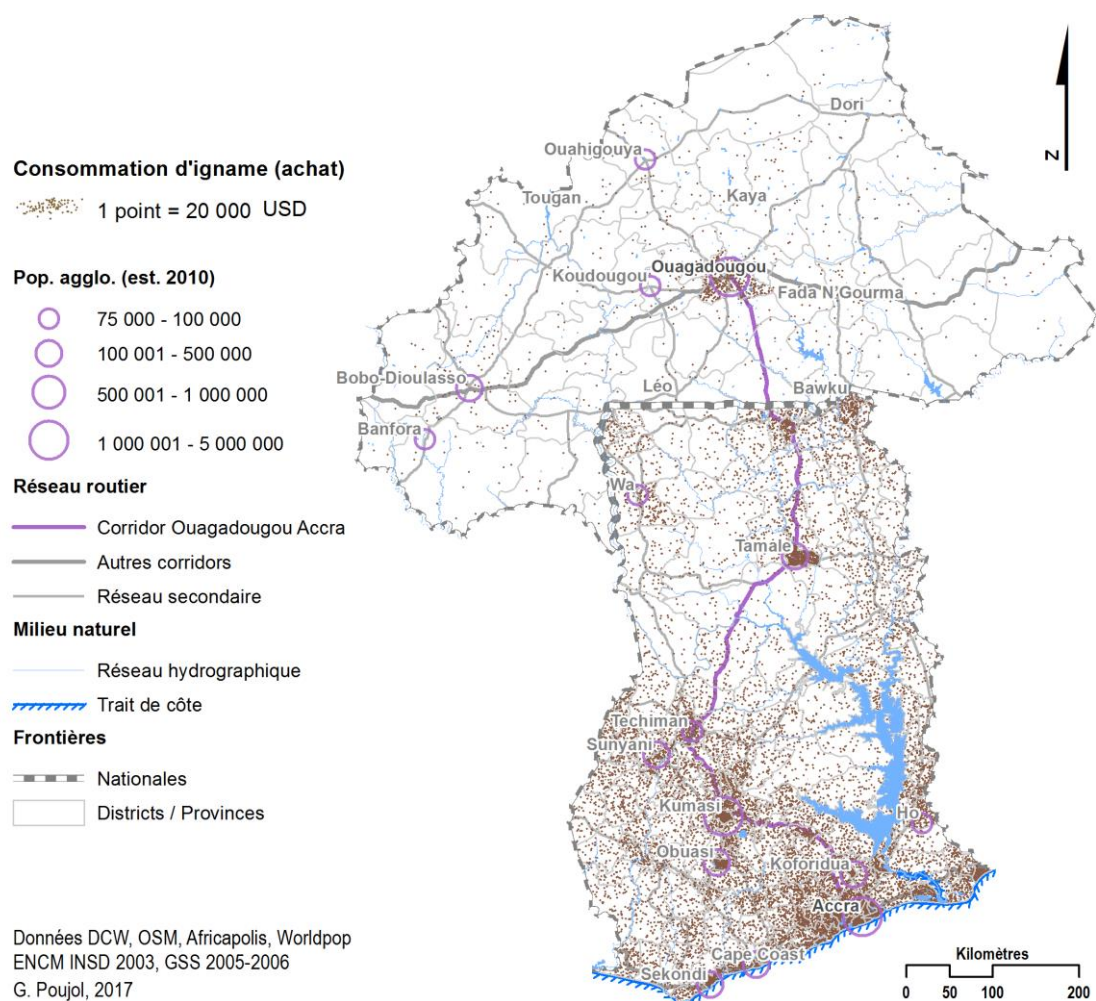 Consommation d'igname (achat)
1 point = 20 000 USD
Pop. agglo. (est. 2010)
75 000 - 100 000
100 001 - 500 000
500 001 - 1 000 000
1 000 001 - 5 000 000
Réseau routier
Corridor Ouagadougou Accra
Autres corridors
Réseau secondaire
Milieu naturel
Réseau hydrographique
Trait de côte
Frontières
Nationales
Districts / Provinces
Données DCW, OSM, Africapolis, Worldpop
ENCM INSD 2003, GSS 2005-2006
G. Poujol, 2017
N
Dori
Ouahigouya
Kaya
Tougan
Ouagadougou
Koudougou
Fada N'Gourma
Bobo-Dioulasso
Léo
Bawku
Banfora
Wa
Tamale
Techiman
Sunyani
Kumasi
Ho
Obuasi
Koforidua
Accra
Cape Coast
Sekondi
Kilomètres
0 50 100 200